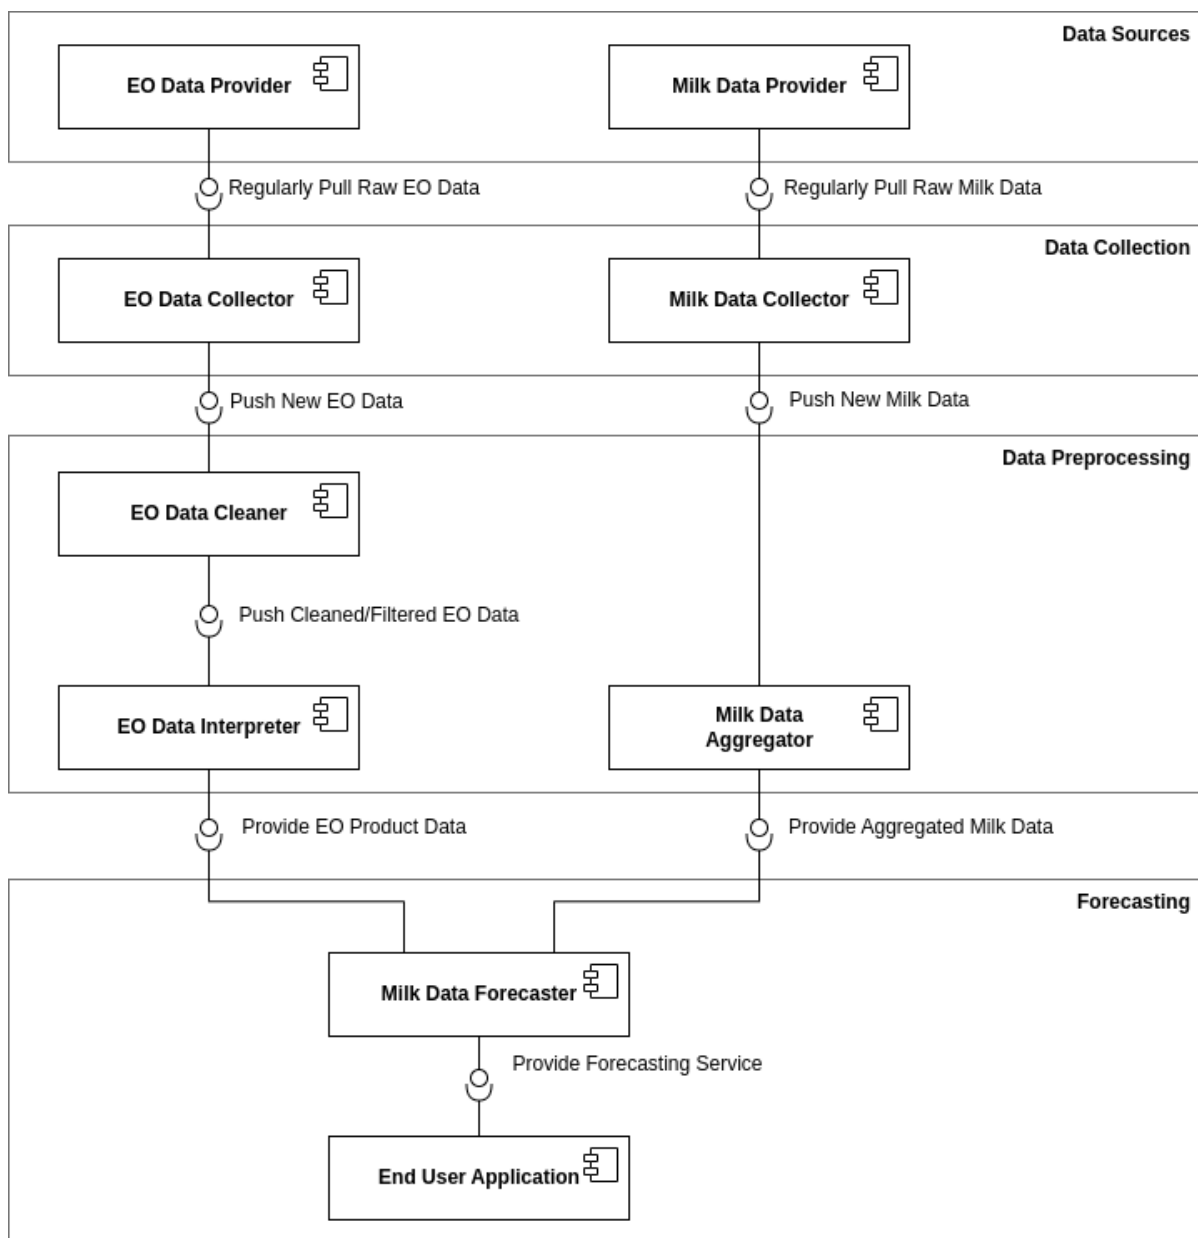 Data Sources
EO Data Provider
Milk Data Provider
Regularly Pull Raw EO Data
Regularly Pull Raw Milk Data
Data Collection
EO Data Collector
Milk Data Collector
Push New EO Data
Push New Milk Data
Data Preprocessing
EO Data Cleaner
Push Cleaned/Filtered EO Data
EO Data Interpreter
Milk Data
Aggregator
Provide EO Product Data
Provide Aggregated Milk Data
Forecasting
Milk Data Forecaster
Provide Forecasting Service
End User Application